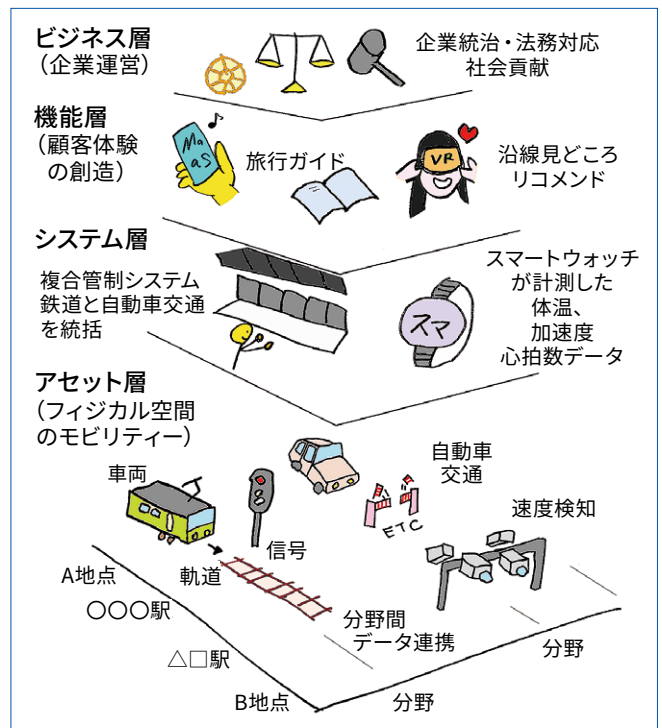 ビジネス層
（企業運営）
企業統治・法務対応
社会貢献
機能層
（顧客体験
の創造）
Ma
aS
旅行ガイド
VR
沿線見どころ
リコメンド
システム層
複合管制システム
鉄道と自動車交通
を統括
スマ
スマートウォッチ
が計測した
体温、
加速度
心拍数データ
アセット層
（フィジカル空間
のモビリティー）
車両
信号
自動車
交通
ETC
速度検知
A地点
軌道
〇〇〇駅
分野間
データ連携
△□駅
分野
B地点
分野